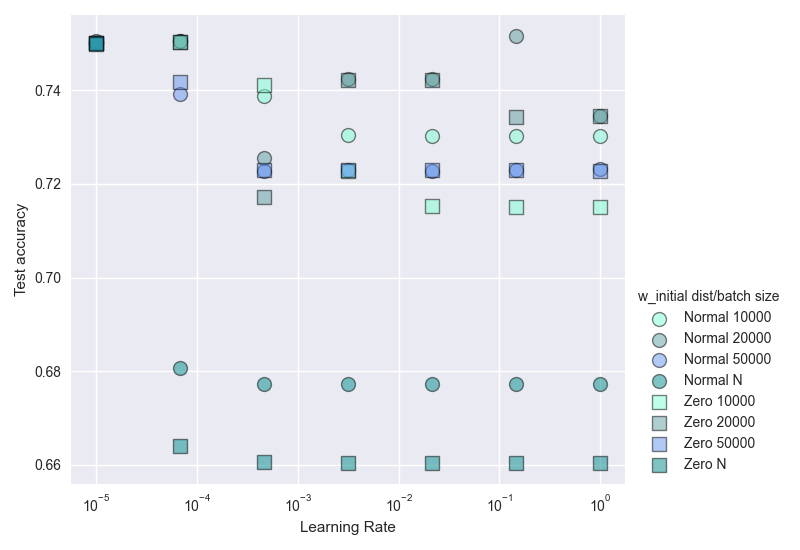 0.74
0.72
0.70
0.68
0.66
Test accuracy
10⁻⁵
10⁻⁴
10⁻³
10⁻²
10⁻¹
10⁰
Learning Rate
w_initial dist/batch size
Normal 10000
Normal 20000
Normal 50000
Normal N
Zero 10000
Zero 20000
Zero 50000
Zero N